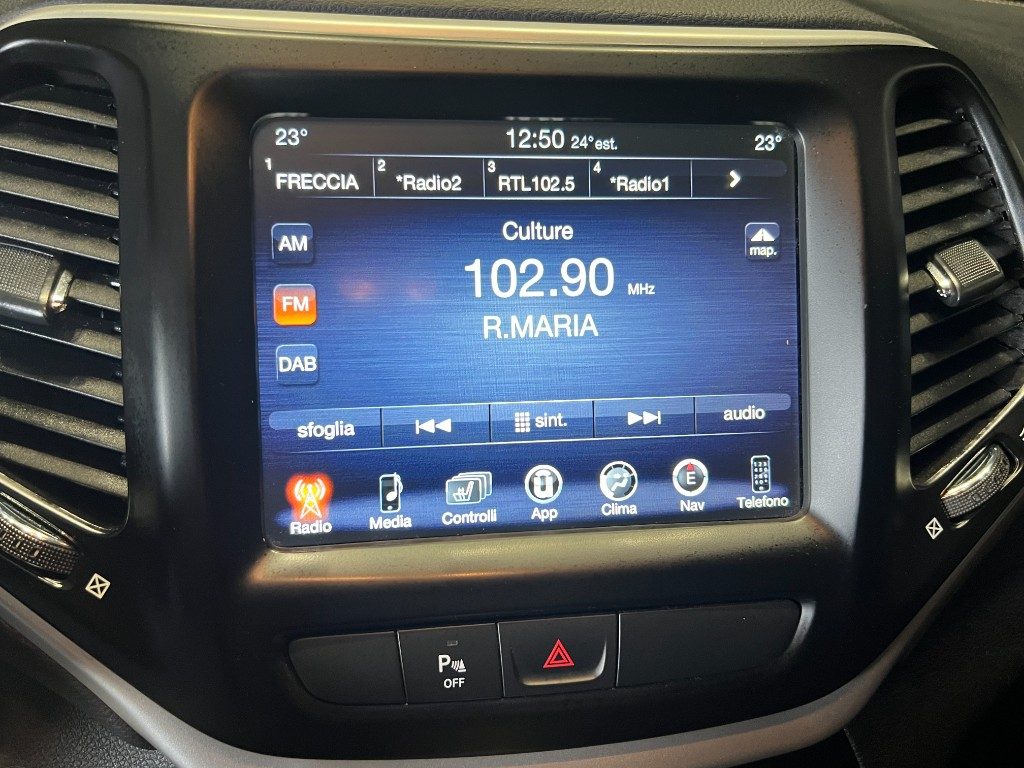 23° 12:50 24°est. 23°
1 FRECCIA 2 *Radio2 3 RTL102.5 4 *Radio1
Culture
AM
map.
102.90 MHz
FM
R.MARIA
DAB
sfoglia sint. audio
Radio Media Controlli App Clima E Nav Telefono
P
OFF